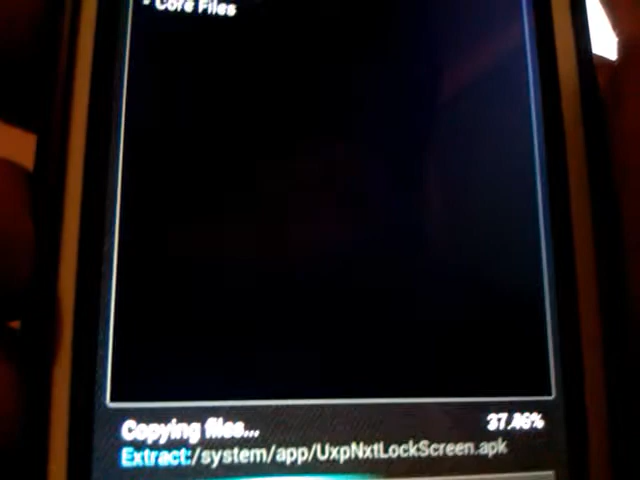 Core Files
Copying files...
37.46%
Extract:/system/app/UxpNxtLockScreen.apk